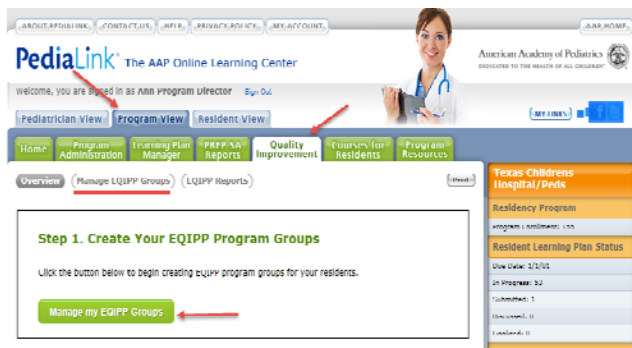 ABOUT PEDIALINK CONTACT US HELP PRIVACY POLICY MY ACCOUNT AAP HOME
PediaLink The AAP Online Learning Center
American Academy of Pediatrics
DEDICATED TO THE HEALTH OF ALL CHILDREN
Welcome, you are signed in as Ann Program Director Sign Out
Pediatrician View Program View Resident View
MY LINKS
Home Program Administration Learning Plan Manager PREP SA Reports Quality Improvement Courses for Residents Program Resources
Overview Manage EQIPP Groups EQIPP Reports
Texas Childrens Hospital/Peds
Residency Program
Program Enrollment:
Resident Learning Plan Status
Due Date: 1/1/01
In Progress: 52
Submitted: 1
Step 1. Create Your EQIPP Program Groups
Click the button below to begin creating EQIPP program groups for your residents.
Manage my EQIPP Groups